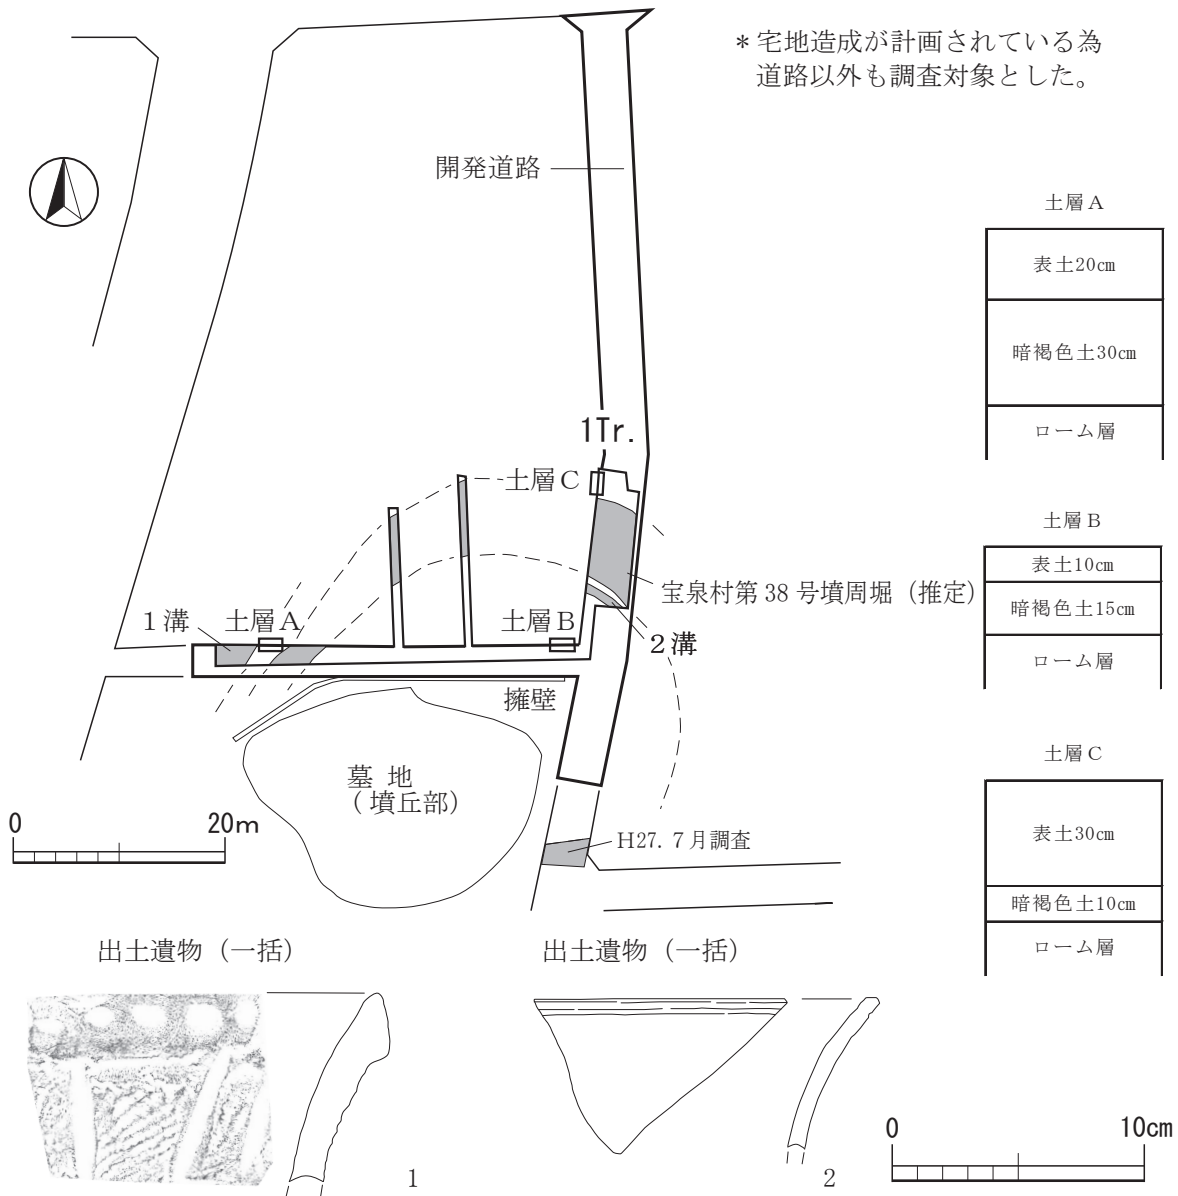 ＊宅地造成が計画されている為
道路以外も調査対象とした。
開発道路
土層Ａ
表土20㎝
暗褐色土30㎝
ローム層
1Tr.
土層Ｃ
土層Ｂ
表土10㎝
暗褐色土15㎝
ローム層
宝泉村第 38 号墳周堀（推定）
１溝
土層Ａ
土層Ｂ
２溝
擁壁
土層Ｃ
表土30㎝
暗褐色土10㎝
ローム層
墓 地
（墳丘部）
0 20ｍ
H27. ７月調査
出土遺物（一括）
出土遺物（一括）
1
2
0 10㎝